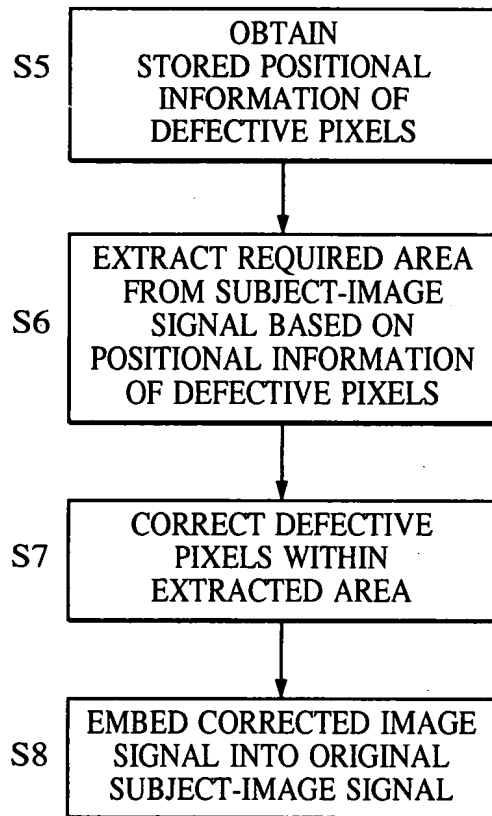 OBTAIN
S5 STORED POSITIONAL
INFORMATION OF
DEFECTIVE PIXELS
EXTRACT REQUIRED AREA
FROM SUBJECT-IMAGE
S6 SIGNAL BASED ON
POSITIONAL INFORMATION
OF DEFECTIVE PIXELS
CORRECT DEFECTIVE
S7 PIXELS WITHIN
EXTRACTED AREA
EMBED CORRECTED IMAGE
S8 SIGNAL INTO ORIGINAL
SUBJECT-IMAGE SIGNAL